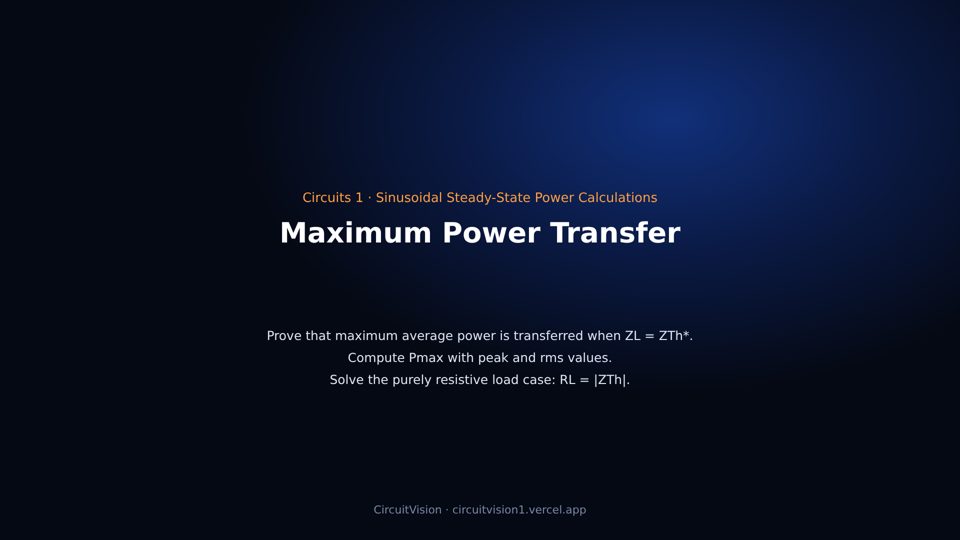 Circuits 1 · Sinusoidal Steady-State Power Calculations
Maximum Power Transfer
Prove that maximum average power is transferred when ZL = ZTh*.
Compute Pmax with peak and rms values.
Solve the purely resistive load case: RL = |ZTh|.
CircuitVision · circuitvision1.vercel.app